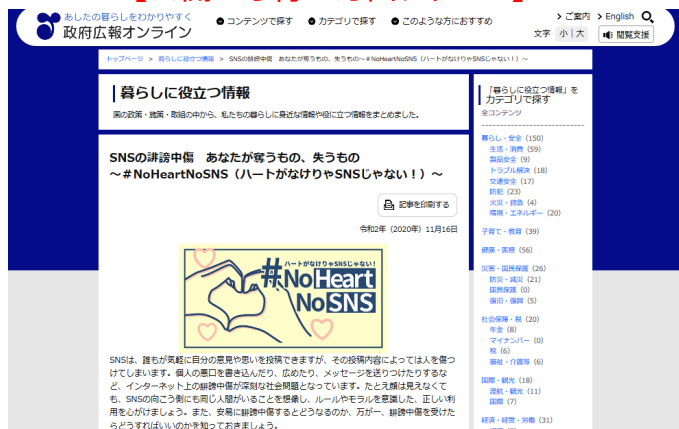 あしたの暮らしをわかりやすく
政府広報オンライン
コンテンツで探す
カテゴリで探す
このような方におすすめ
> ご案内
> English
文字 小|大
閲覧支援
トップページ > 暮らしに役立つ情報 > SNSの誹謗中傷 あなたが奪うもの、失うもの~#NoHeartNoSNS(ハートがなけりゃSNSじゃない!)~
暮らしに役立つ情報
国の政策・施策・取組の中から、私たちの暮らしに身近な情報や役に立つ情報をまとめました。
SNSの誹謗中傷 あなたが奪うもの、失うもの
~#NoHeartNoSNS(ハートがなけりゃSNSじゃない!)~
記事を印刷する
令和2年(2020年)11月16日
ハートがなけりゃSNSじゃない!
#NoHeart
NoSNS
SNSは、誰もが気軽に自分の意見や思いを投稿できますが、その投稿内容によっては人を傷つ
けてしまいます。個人の悪口を書き込んだり、広めたり、メッセージを送りつけたりするな
ど、インターネット上の誹謗中傷が深刻な社会問題となっています。たとえ顔は見えなくて
も、SNSの向こう側にも同じ人間がいることを想像し、ルールやモラルを意識した、正しい利
用を心がけましょう。また、安易に誹謗中傷するとどうなるのか、万が一、誹謗中傷を受けた
らどうすればいいのかを知っておきましょう。
「暮らしに役立つ情報」を
カテゴリで探す
全コンテンツ
暮らし・安全 (150)
生活・消費 (59)
製品安全 (9)
トラブル解決 (18)
交通安全 (17)
防犯 (23)
火災・救急 (4)
環境・エネルギー (20)
子育て・教育 (39)
健康・医療 (56)
災害・国民保護 (26)
防災・減災 (21)
国民保護 (0)
復旧・復興 (5)
社会保障・税 (20)
年金 (8)
マイナンバー (0)
税 (6)
福祉・介護等 (6)
国際・観光 (18)
渡航・観光 (11)
国際 (7)
経済・経営・労働 (31)